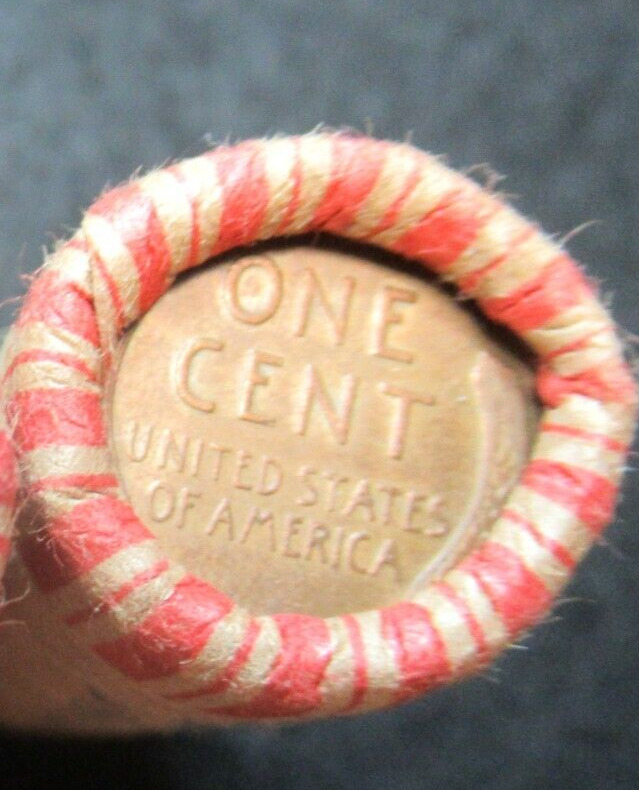 ONE
CENT
UNITED STATES
OF AMERICA